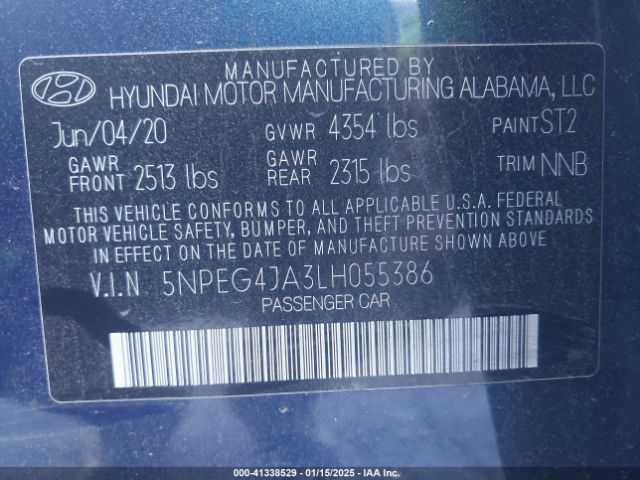 MANUFACTURED BY
HYUNDAI MOTOR MANUFACTURING ALABAMA, LLC
Jun/04/20 GVWR 4354 lbs PAINT ST2
GAWR FRONT 2513 lbs GAWR REAR 2315 lbs TRIM NNB
THIS VEHICLE CONFORMS TO ALL APPLICABLE U.S.A. FEDERAL
MOTOR VEHICLE SAFETY, BUMPER, AND THEFT PREVENTION STANDARDS
IN EFFECT ON THE DATE OF MANUFACTURE SHOWN ABOVE.
V.I.N 5NPEG4JA3LH055386
PASSENGER CAR
000-41338529 - 01/15/2025 - IAA Inc.